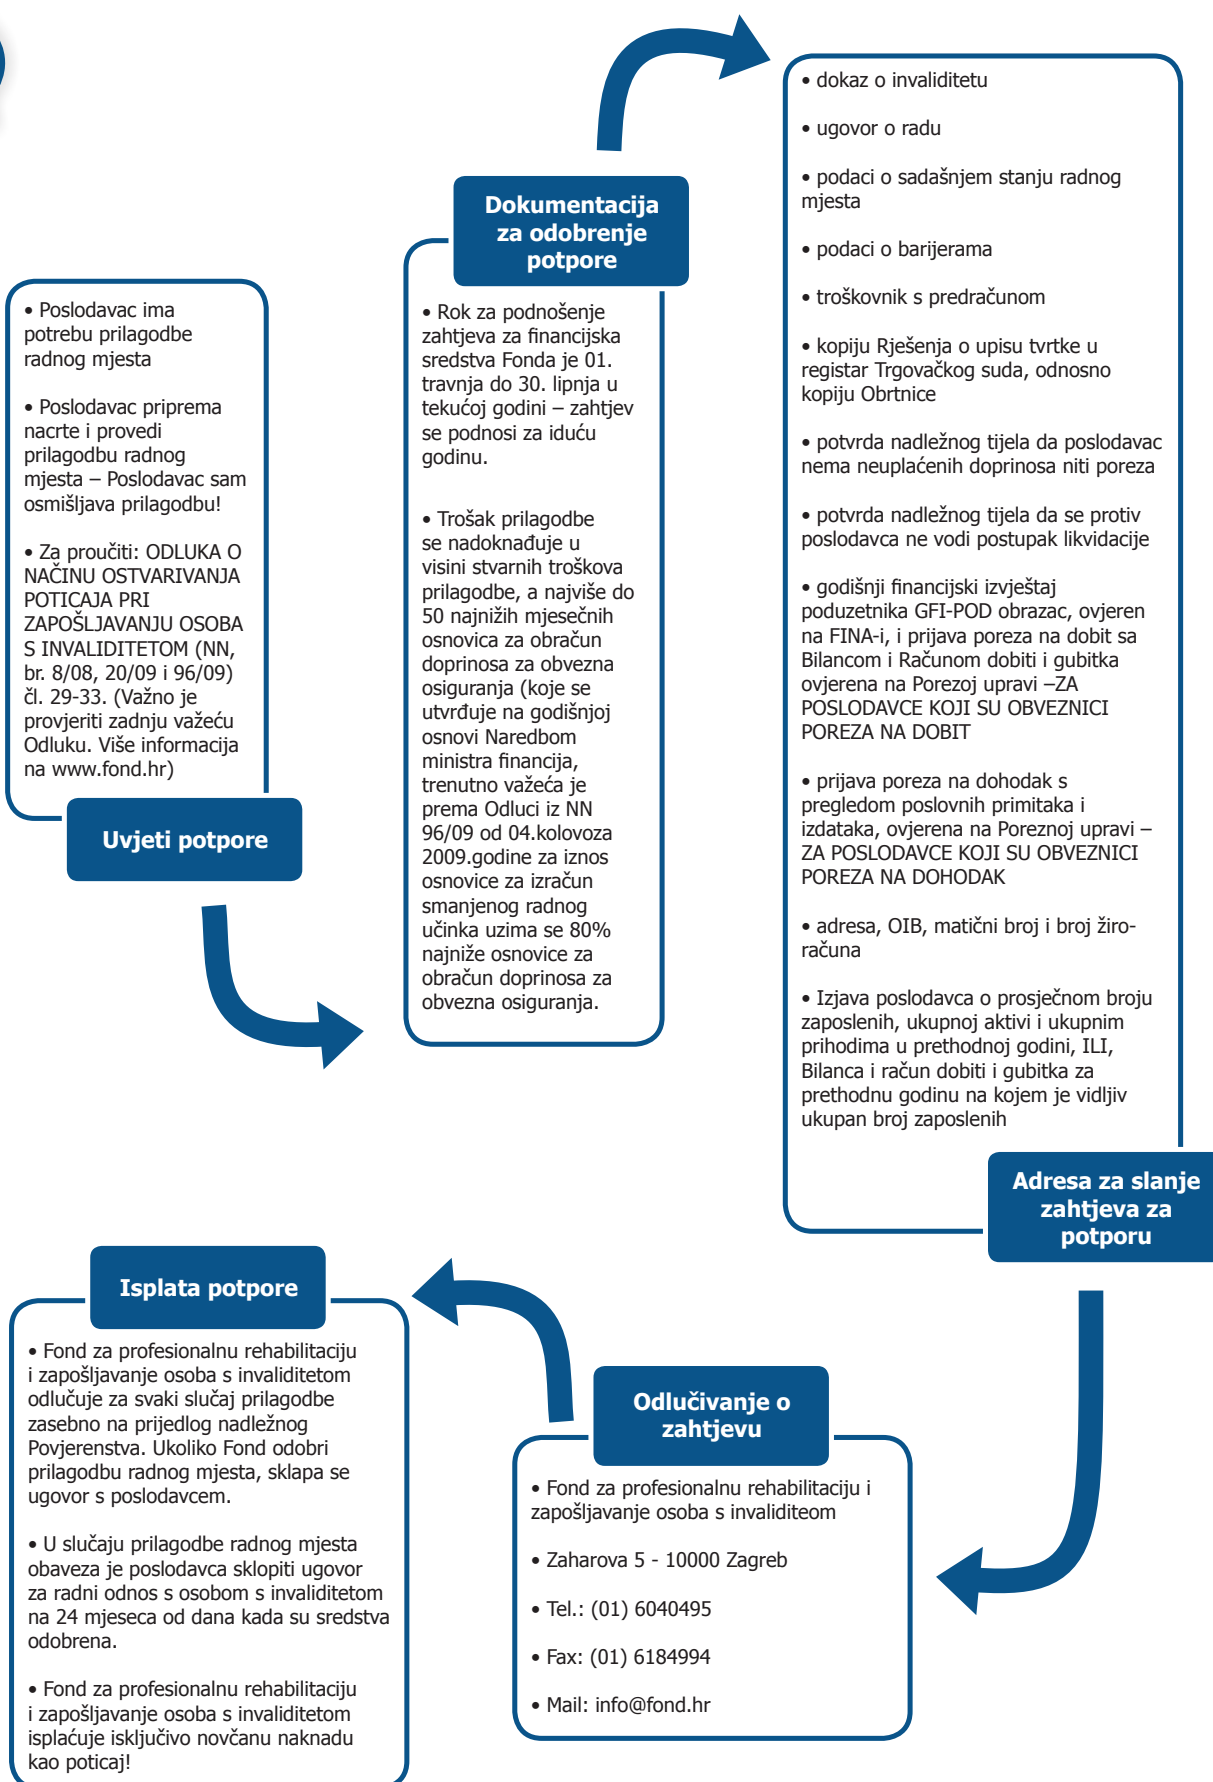 • Poslodavac ima
potrebu prilagodbe
radnog mjesta
• Poslodavac priprema
nacrte i provedi
prilagodbu radnog
mjesta – Poslodavac sam
osmišljava prilagodbu!
• Za proučiti: ODLUKA O
NAČINU OSTVARIVANJA
POTICAJA PRI
ZAPOŠLJAVANJU OSOBA
S INVALIDITETOM (NN,
br. 8/08, 20/09 i 96/09)
čl. 29-33. (Važno je
provjeriti zadnju važeću
Odluku. Više informacija
na www.fond.hr)
Uvjeti potpore
Dokumentacija
za odobrenje
potpore
• Rok za podnošenje
zahtjeva za financijska
sredstva Fonda je 01.
travnja do 30. lipnja u
tekućoj godini – zahtjev
se podnosi za iduću
godinu.
• Trošak prilagodbe
se nadoknađuje u
visini stvarnih troškova
prilagodbe, a najviše do
50 najnižih mjesečnih
osnovica za obračun
doprinosa za obvezna
osiguranja (koje se
utvrđuje na godišnjoj
osnovi Naredbom
ministra financija,
trenutno važeća je
prema Odluci iz NN
96/09 od 04.kolovoza
2009.godine za iznos
osnovice za izračun
smanjenog radnog
učinka uzima se 80%
najniže osnovice za
obračun doprinosa za
obvezna osiguranja.
• dokaz o invaliditetu
• ugovor o radu
• podaci o sadašnjem stanju radnog
mjesta
• podaci o barijerama
• troškovnik s predračunom
• kopiju Rješenja o upisu tvrtke u
registar Trgovačkog suda, odnosno
kopiju Obrtnice
• potvrda nadležnog tijela da poslodavac
nema neuplaćenih doprinosa niti poreza
• potvrda nadležnog tijela da se protiv
poslodavca ne vodi postupak likvidacije
• godišnji financijski izvještaj
poduzetnika GFI-POD obrazac, ovjeren
na FINA-i, i prijava poreza na dobit sa
Bilancom i Računom dobiti i gubitka
ovjerena na Porezoj upravi –ZA
POSLODAVCE KOJI SU OBVEZNICI
POREZA NA DOBIT
• prijava poreza na dohodak s
pregledom poslovnih primitaka i
izdataka, ovjerena na Poreznoj upravi –
ZA POSLODAVCE KOJI SU OBVEZNICI
POREZA NA DOHODAK
• adresa, OIB, matični broj i broj žiro-
računa
• Izjava poslodavca o prosječnom broju
zaposlenih, ukupnoj aktivi i ukupnim
prihodima u prethodnoj godini, ILI,
Bilanca i račun dobiti i gubitka za
prethodnu godinu na kojem je vidljiv
ukupan broj zaposlenih
Adresa za slanje
zahtjeva za
potporu
Odlučivanje o
zahtjevu
• Fond za profesionalnu rehabilitaciju i
zapošljavanje osoba s invaliditeom
• Zaharova 5 - 10000 Zagreb
• Tel.: (01) 6040495
• Fax: (01) 6184994
• Mail: info@fond.hr
Isplata potpore
• Fond za profesionalnu rehabilitaciju
i zapošljavanje osoba s invaliditetom
odlučuje za svaki slučaj prilagodbe
zasebno na prijedlog nadležnog
Povjerenstva. Ukoliko Fond odobri
prilagodbu radnog mjesta, sklapa se
ugovor s poslodavcem.
• U slučaju prilagodbe radnog mjesta
obaveza je poslodavca sklopiti ugovor
za radni odnos s osobom s invaliditetom
na 24 mjeseca od dana kada su sredstva
odobrena.
• Fond za profesionalnu rehabilitaciju
i zapošljavanje osoba s invaliditetom
isplaćuje isključivo novčanu naknadu
kao poticaj!